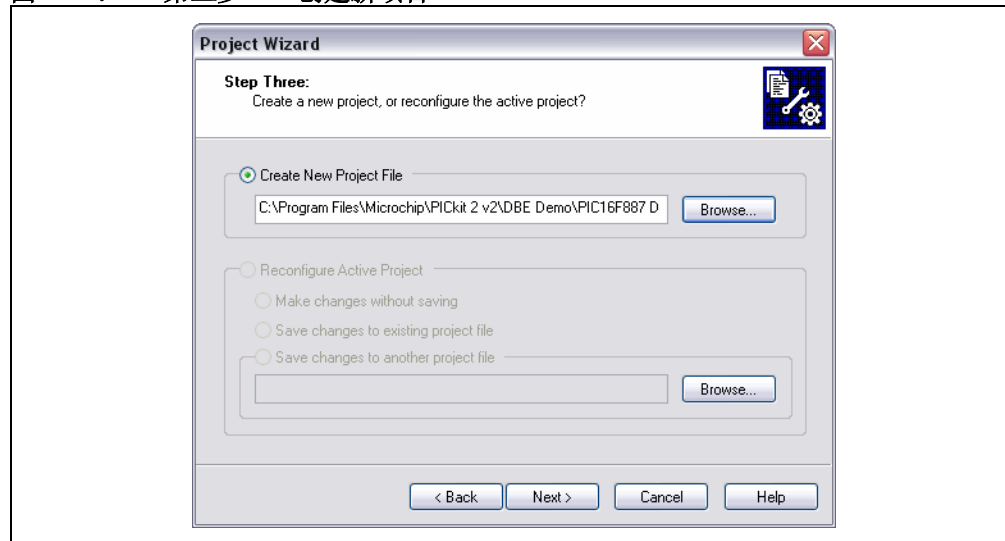 Project Wizard
Step Three:
Create a new project, or reconfigure the active project?
Create New Project File
C:\Program Files\Microchip\PICkit 2 v2\DBE Demo\PIC16F887 D
Browse...
Reconfigure Active Project
Make changes without saving
Save changes to existing project file
Save changes to another project file
Browse...
< Back
Next >
Cancel
Help